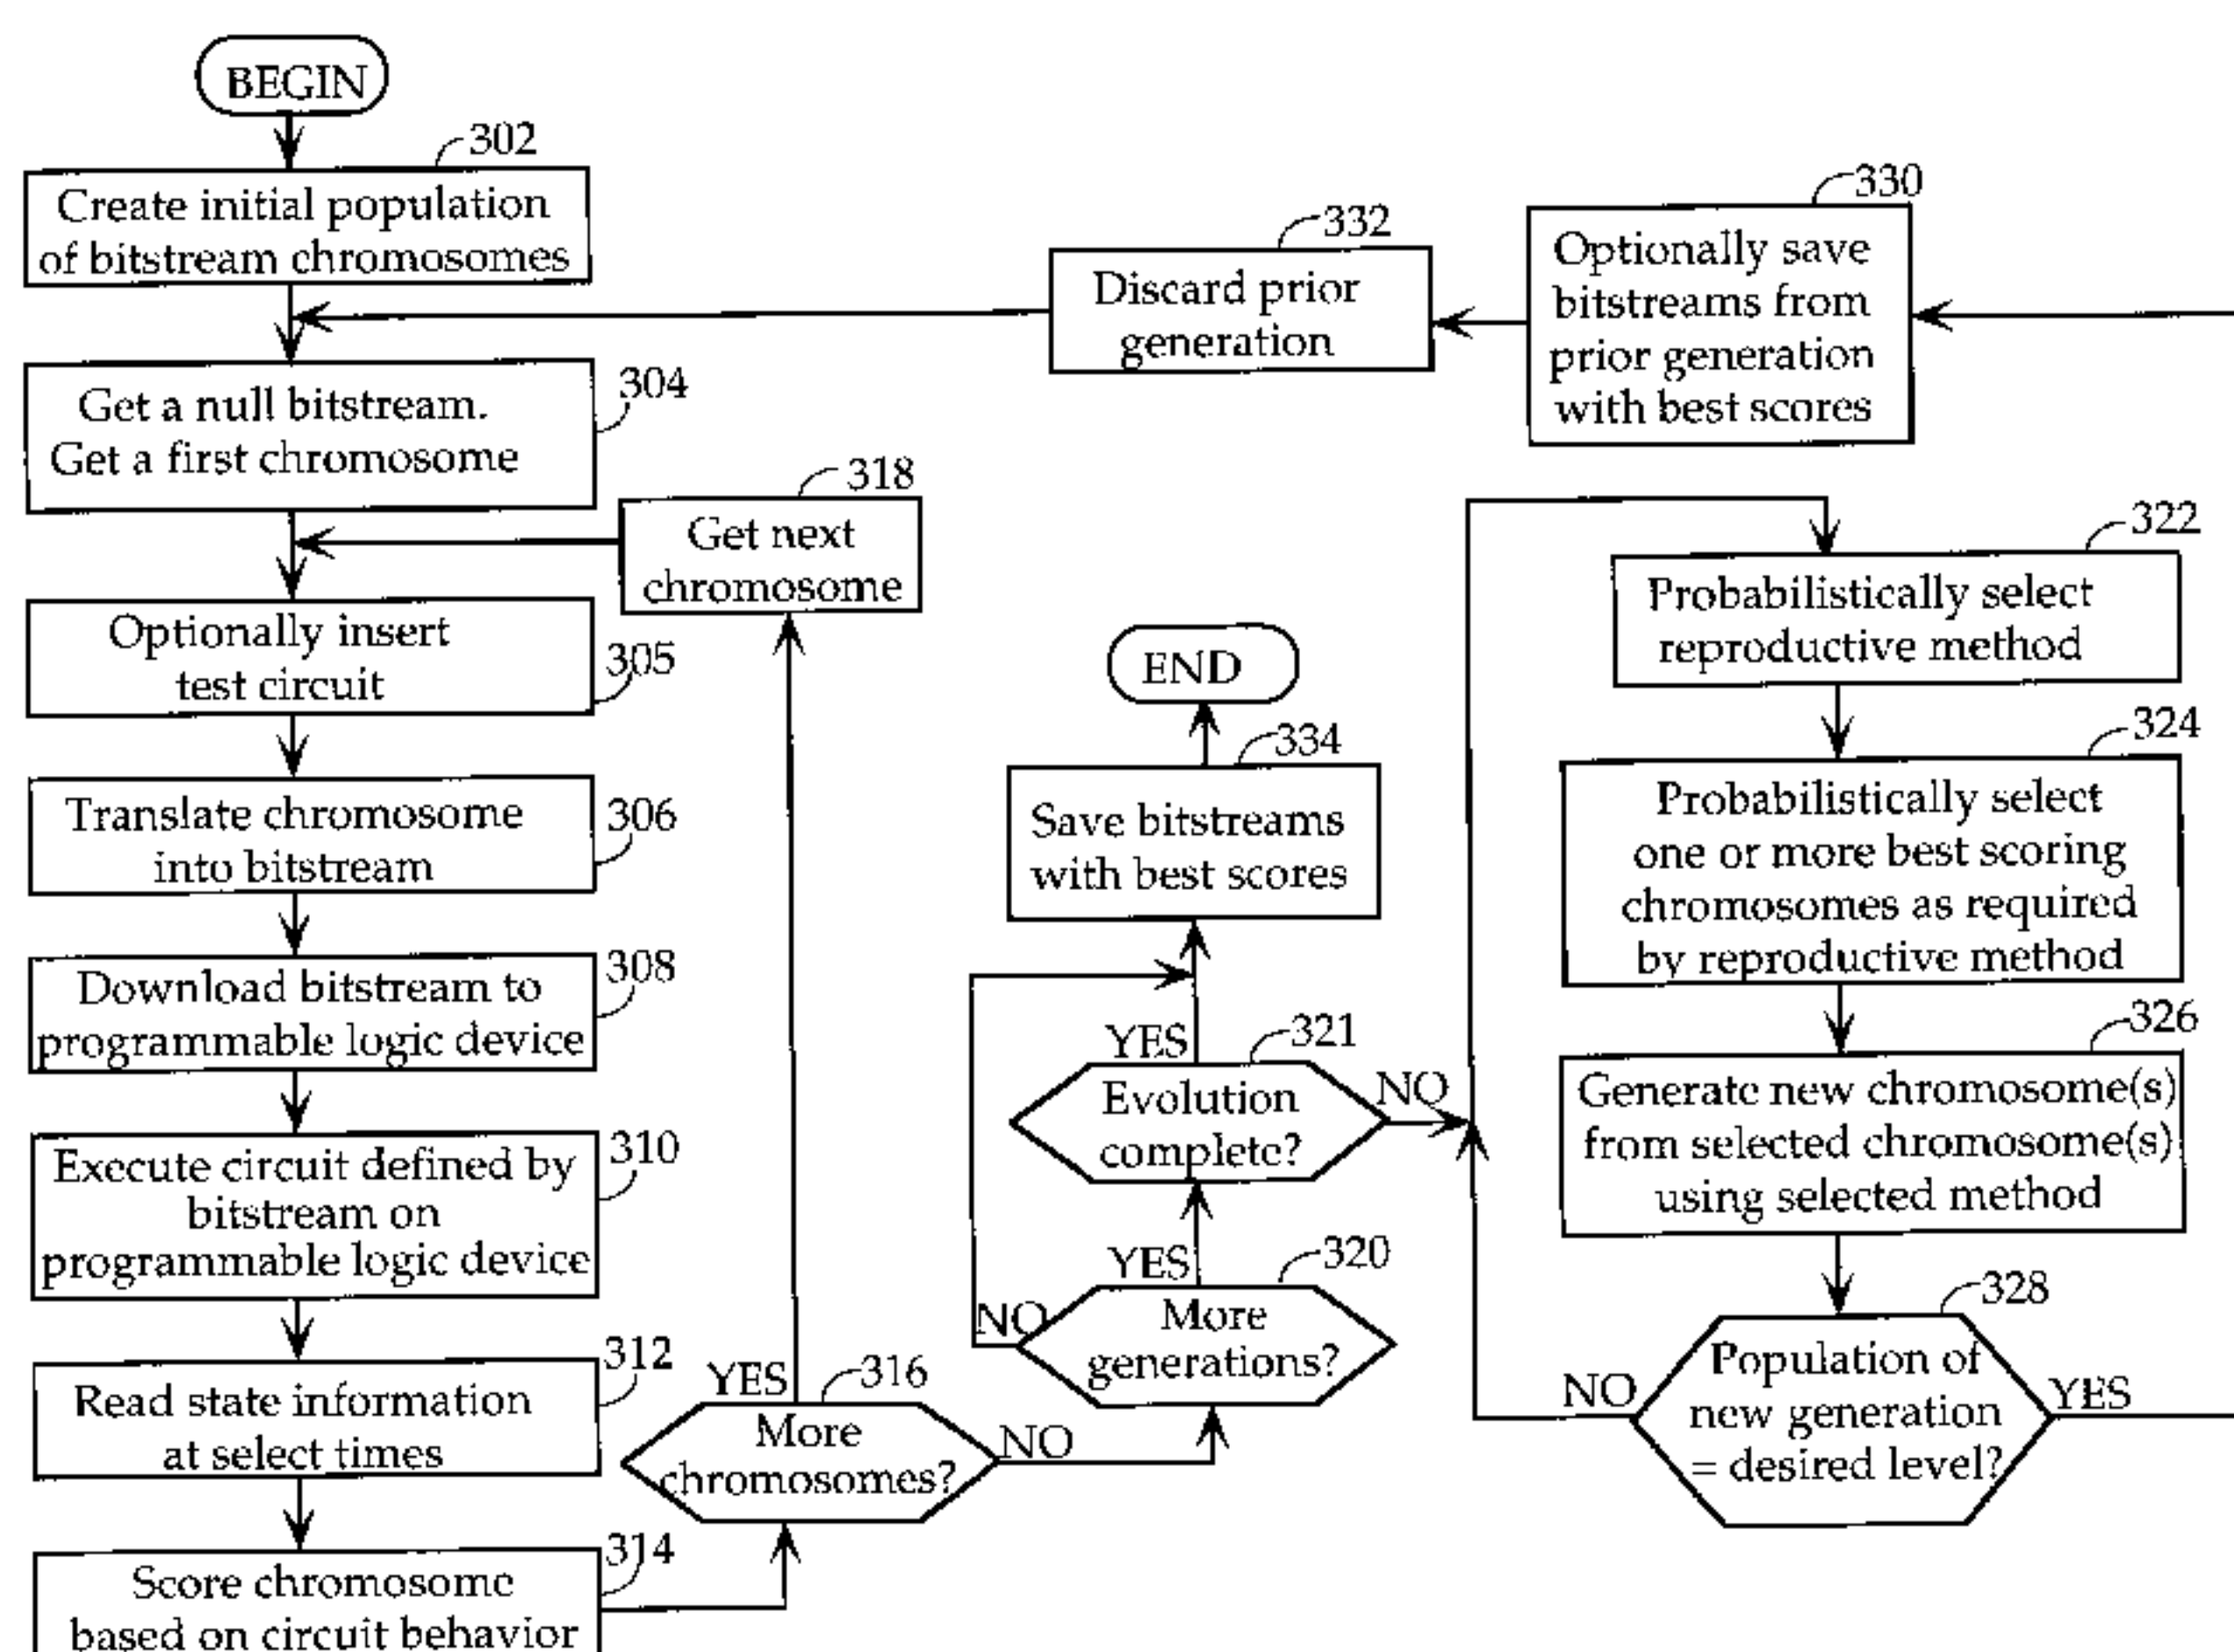 BEGIN
302
Create initial population
of bitstream chromosomes
304
Get a null bitstream.
Get a first chromosome
318
Get next
chromosome
Optionally insert
test circuit
305
Translate chromosome
into bitstream
306
Download bitstream to
programmable logic device
308
Execute circuit defined by
bitstream on
programmable logic device
310
Read state information
at select times
312
Score chromosome
based on circuit behavior
314
YES
316
More
chromosomes?
NO
320
YES
NO
More
generations?
321
YES
Evolution
complete?
NO
334
Save bitstreams
with best scores
END
322
Probabilistically select
reproductive method
324
Probabilistically select
one or more best scoring
chromosomes as required
by reproductive method
326
Generate new chromosome(s)
from selected chromosome(s)
using selected method
328
Population of
new generation
= desired level?
NO
YES
330
Optionally save
bitstreams from
prior generation
with best scores
332
Discard prior
generation